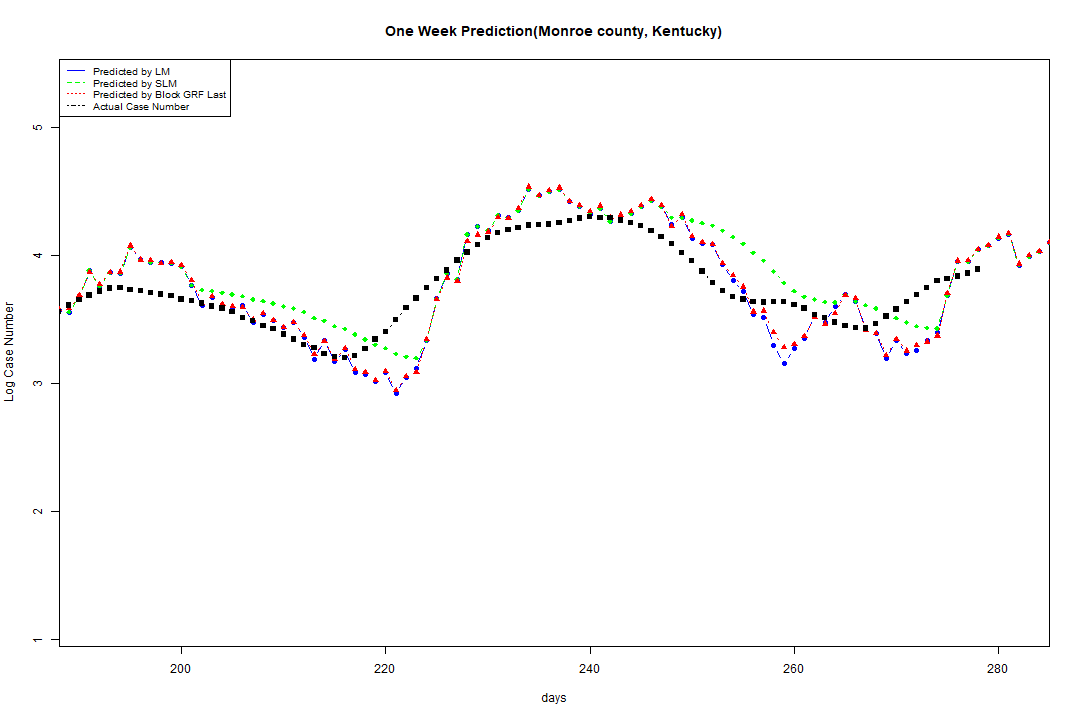 One Week Prediction(Monroe county, Kentucky)
Predicted by LM
Predicted by SLM
Predicted by Block GRF Last
Actual Case Number
5
4
3
2
1
Log Case Number
200
220
240
260
280
days